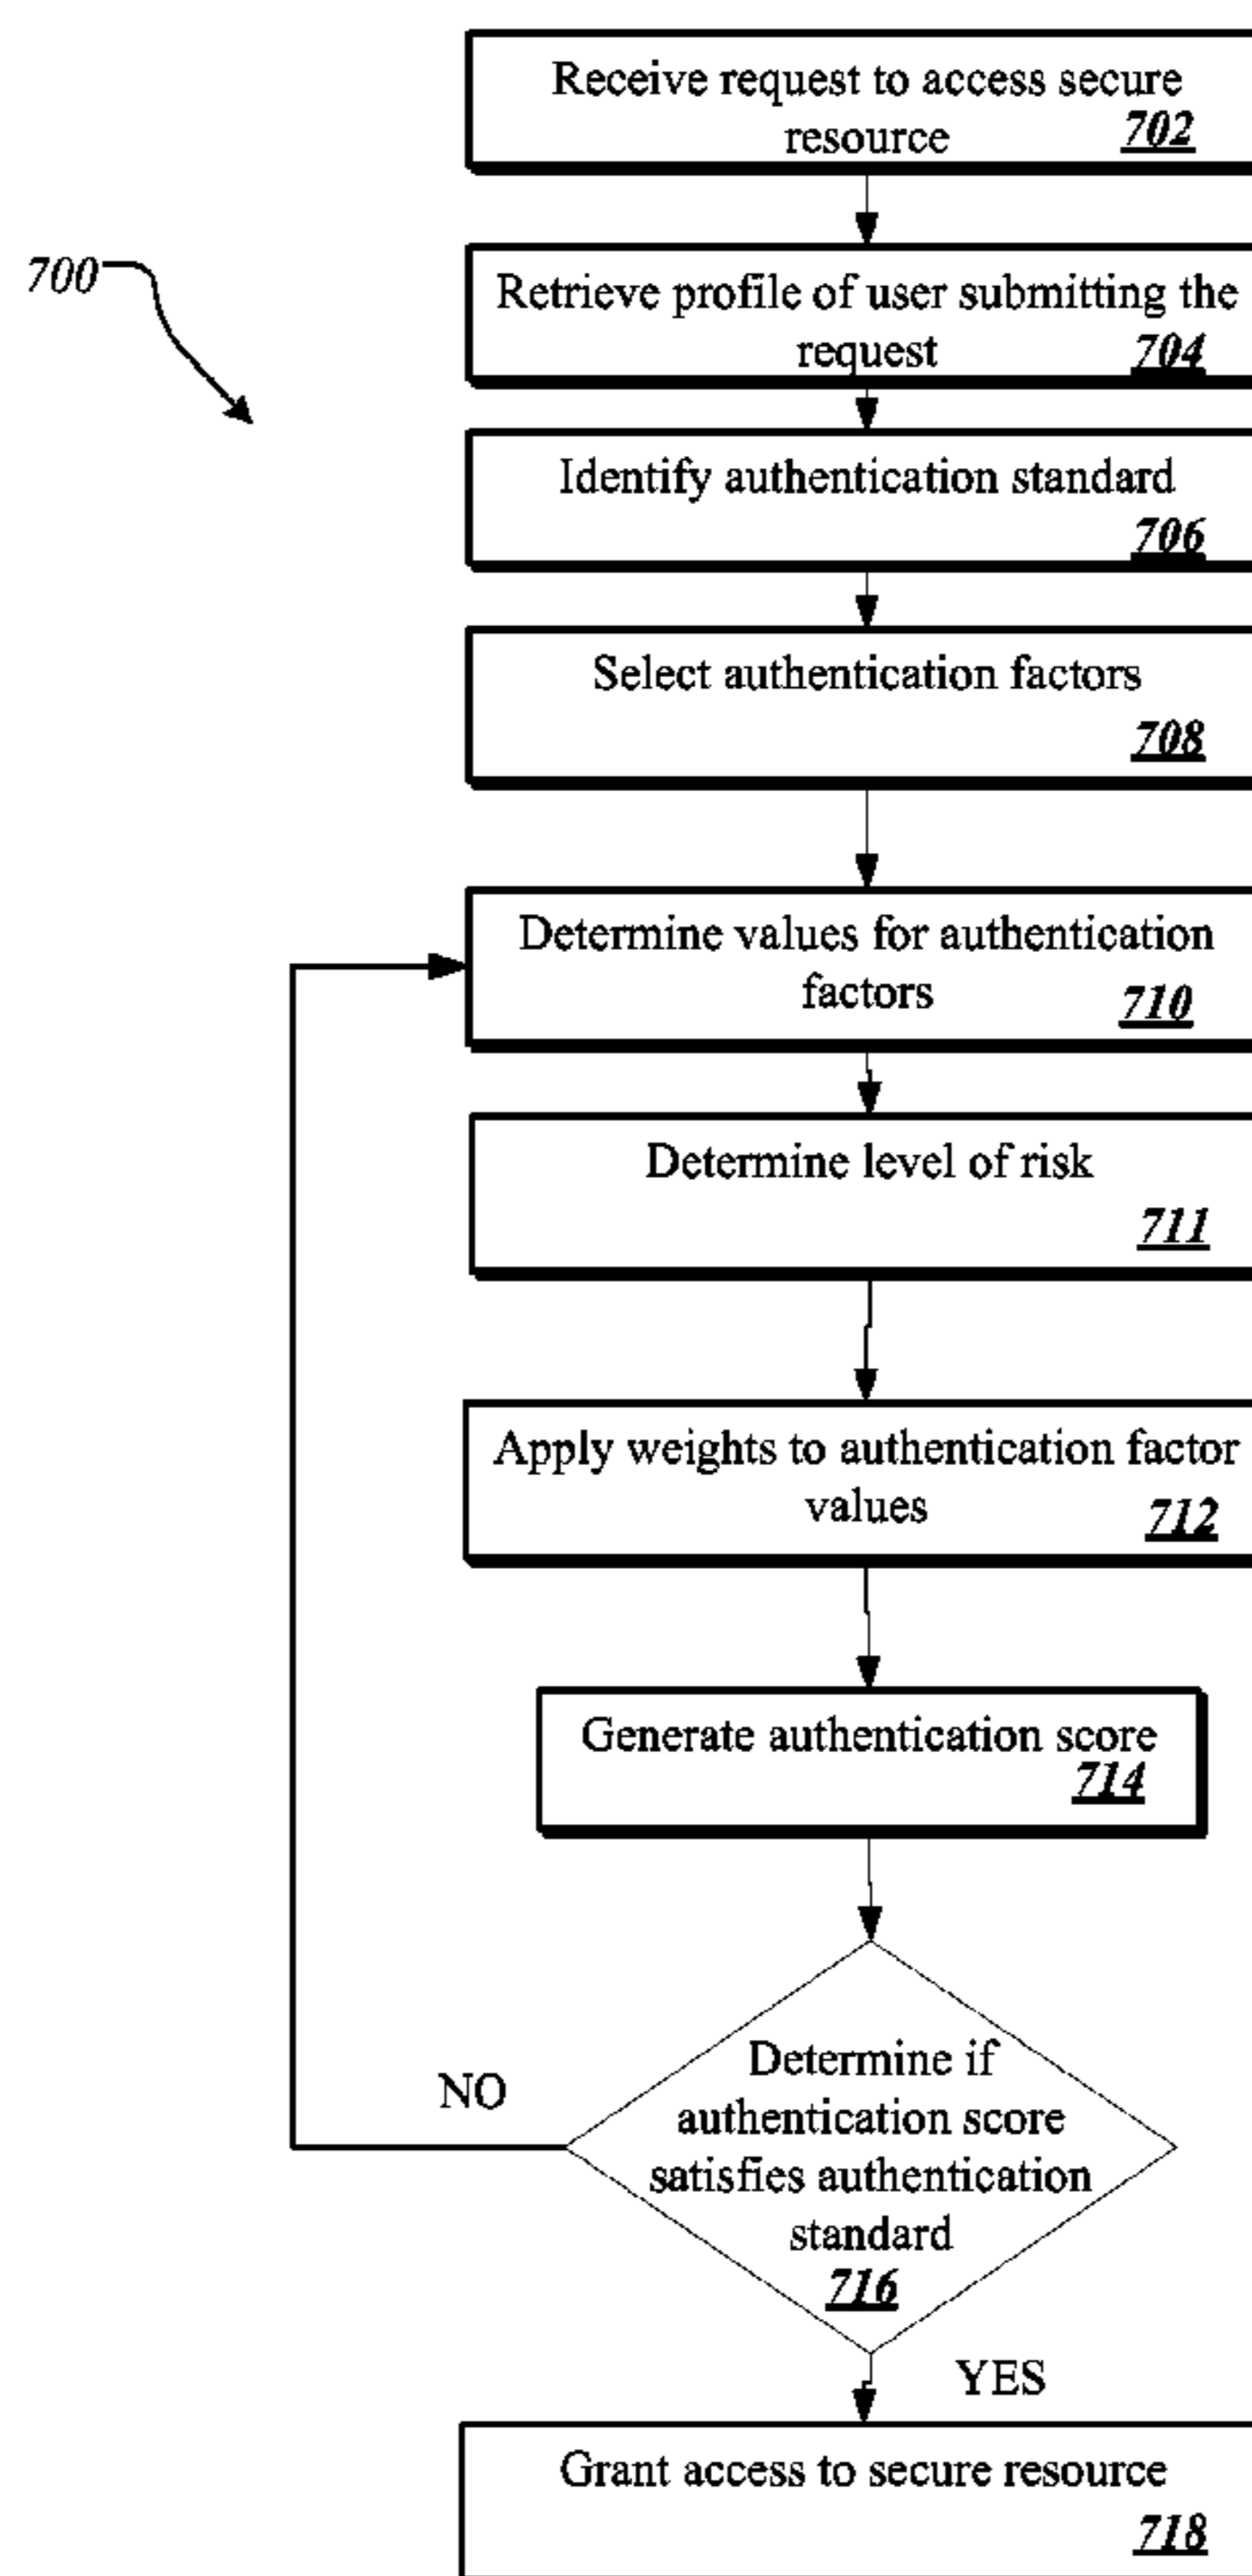 Receive request to access secure
resource 702
700
Retrieve profile of user submitting the
request 704
Identify authentication standard
706
Select authentication factors
708
Determine values for authentication
factors 710
Determine level of risk
711
Apply weights to authentication factor
values 712
Generate authentication score
714
Determine if
authentication score
satisfies authentication
standard
716
NO
YES
Grant access to secure resource
718